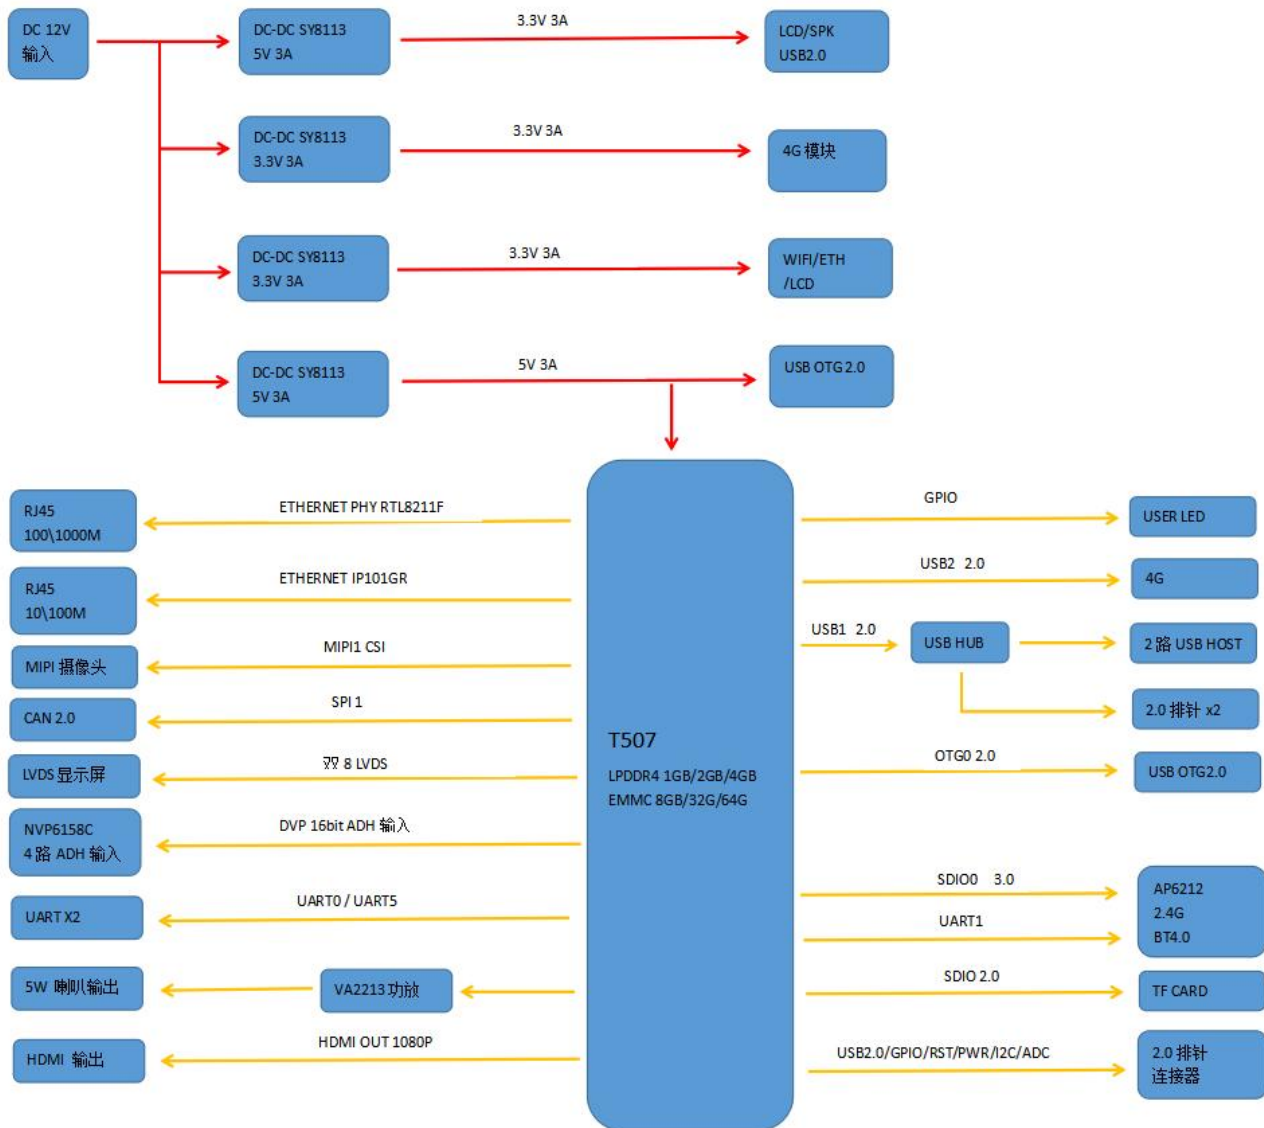 DC 12V
输入
DC-DC SY8113
5V 3A
3.3V 3A
LCD/SPK
USB2.0
DC-DC SY8113
3.3V 3A
3.3V 3A
4G 模块
DC-DC SY8113
3.3V 3A
3.3V 3A
WIFI/ETH
/LCD
DC-DC SY8113
5V 3A
5V 3A
USB OTG 2.0
RJ45
100\1000M
ETHERNET PHY RTL8211F
RJ45
10\100M
ETHERNET IP101GR
MIPI 摄像头
MIPI1 CSI
CAN 2.0
SPI 1
LVDS 显示屏
双 8 LVDS
NVP6158C
4 路 ADH 输入
DVP 16bit ADH 输入
UART X2
UART0 / UART5
5W 喇叭输出
VA2213 功放
HDMI 输出
HDMI OUT 1080P
T507
LPDDR4 1GB/2GB/4GB
EMMC 8GB/32G/64G
GPIO
USER LED
USB2 2.0
4G
USB1 2.0
USB HUB
2 路 USB HOST
2.0 排针 x2
OTG0 2.0
USB OTG2.0
SDIO0 3.0
UART1
AP6212
2.4G
BT4.0
SDIO 2.0
TF CARD
USB2.0/GPIO/RST/PWR/I2C/ADC
2.0 排针
连接器